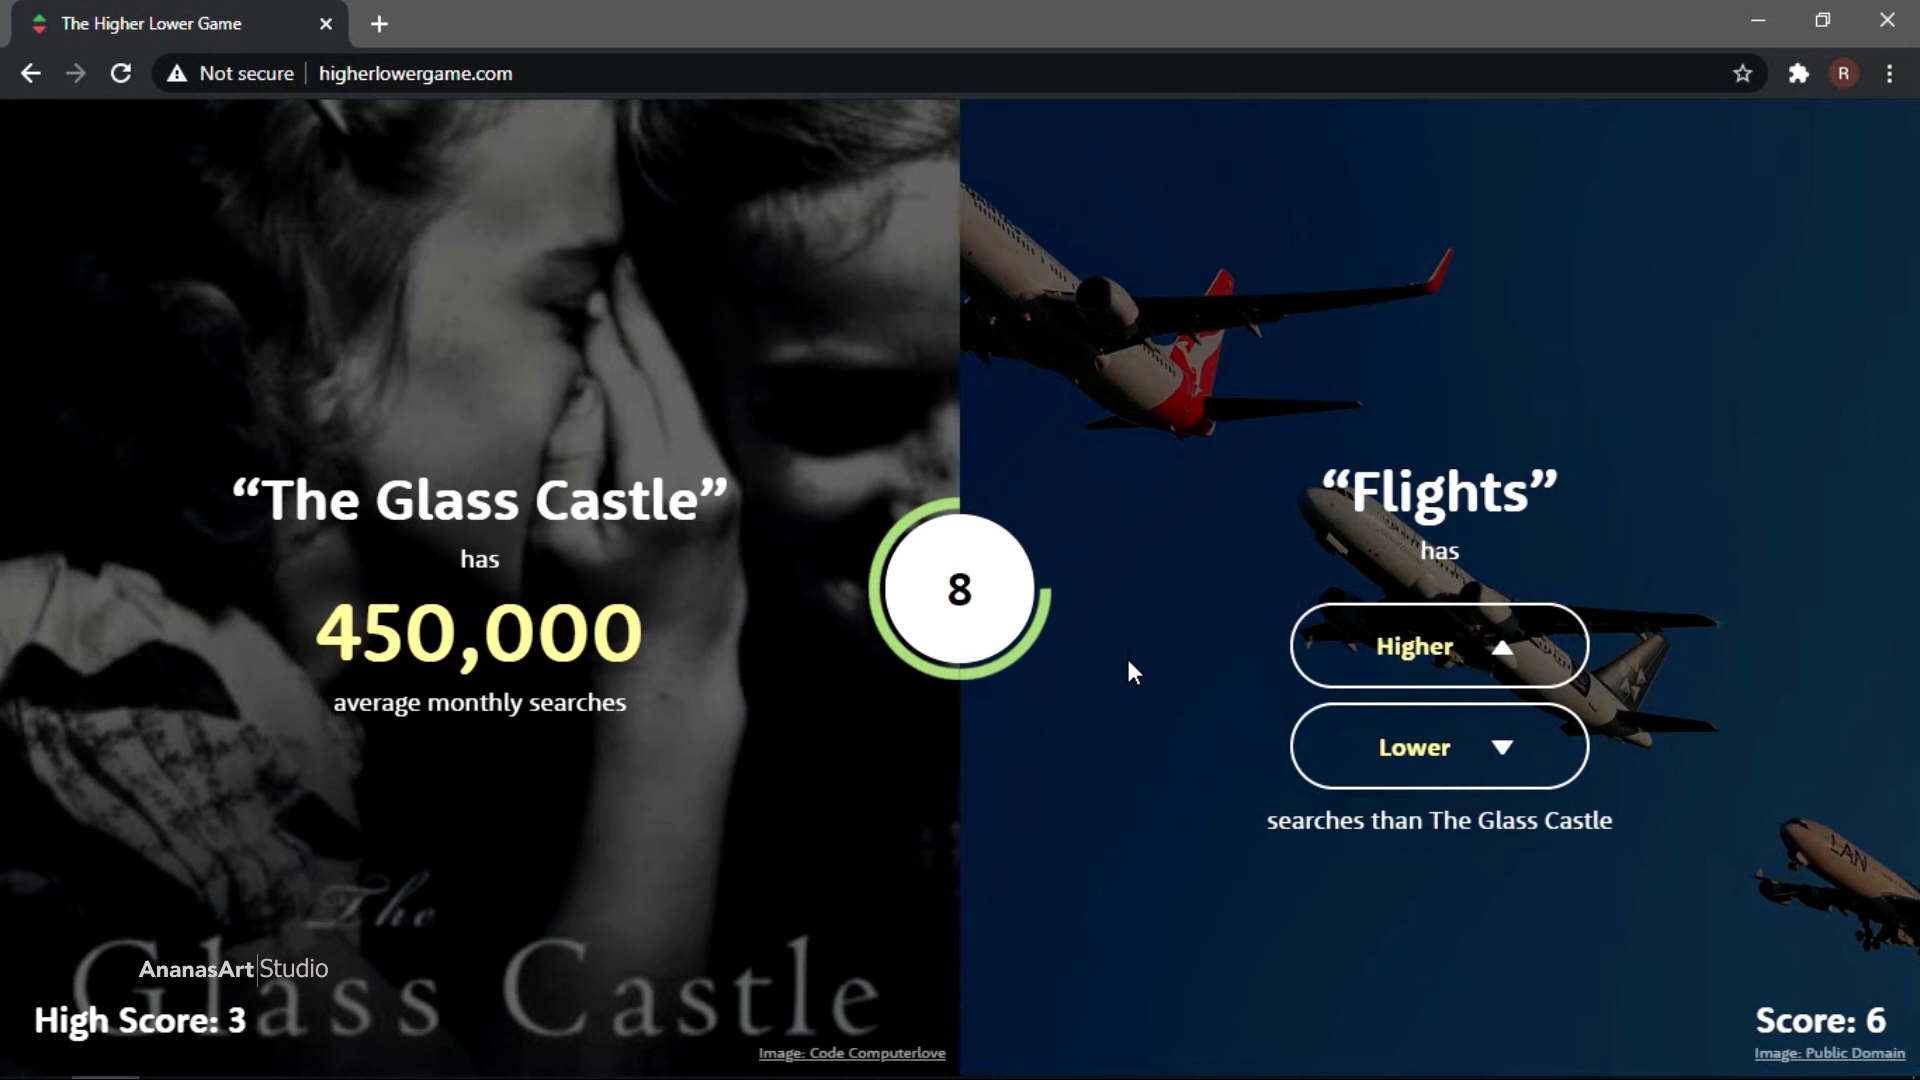 The Higher Lower Game
Not secure
higherlowergame.com
R
“The Glass Castle”
has
450,000
average monthly searches
8
“Flights”
has
Higher
Lower
searches than The Glass Castle
LAN
The
Glass Castle
AnanasArt|Studio
High Score: 3
Image: Code Computerlove
Score: 6
Image: Public Domain